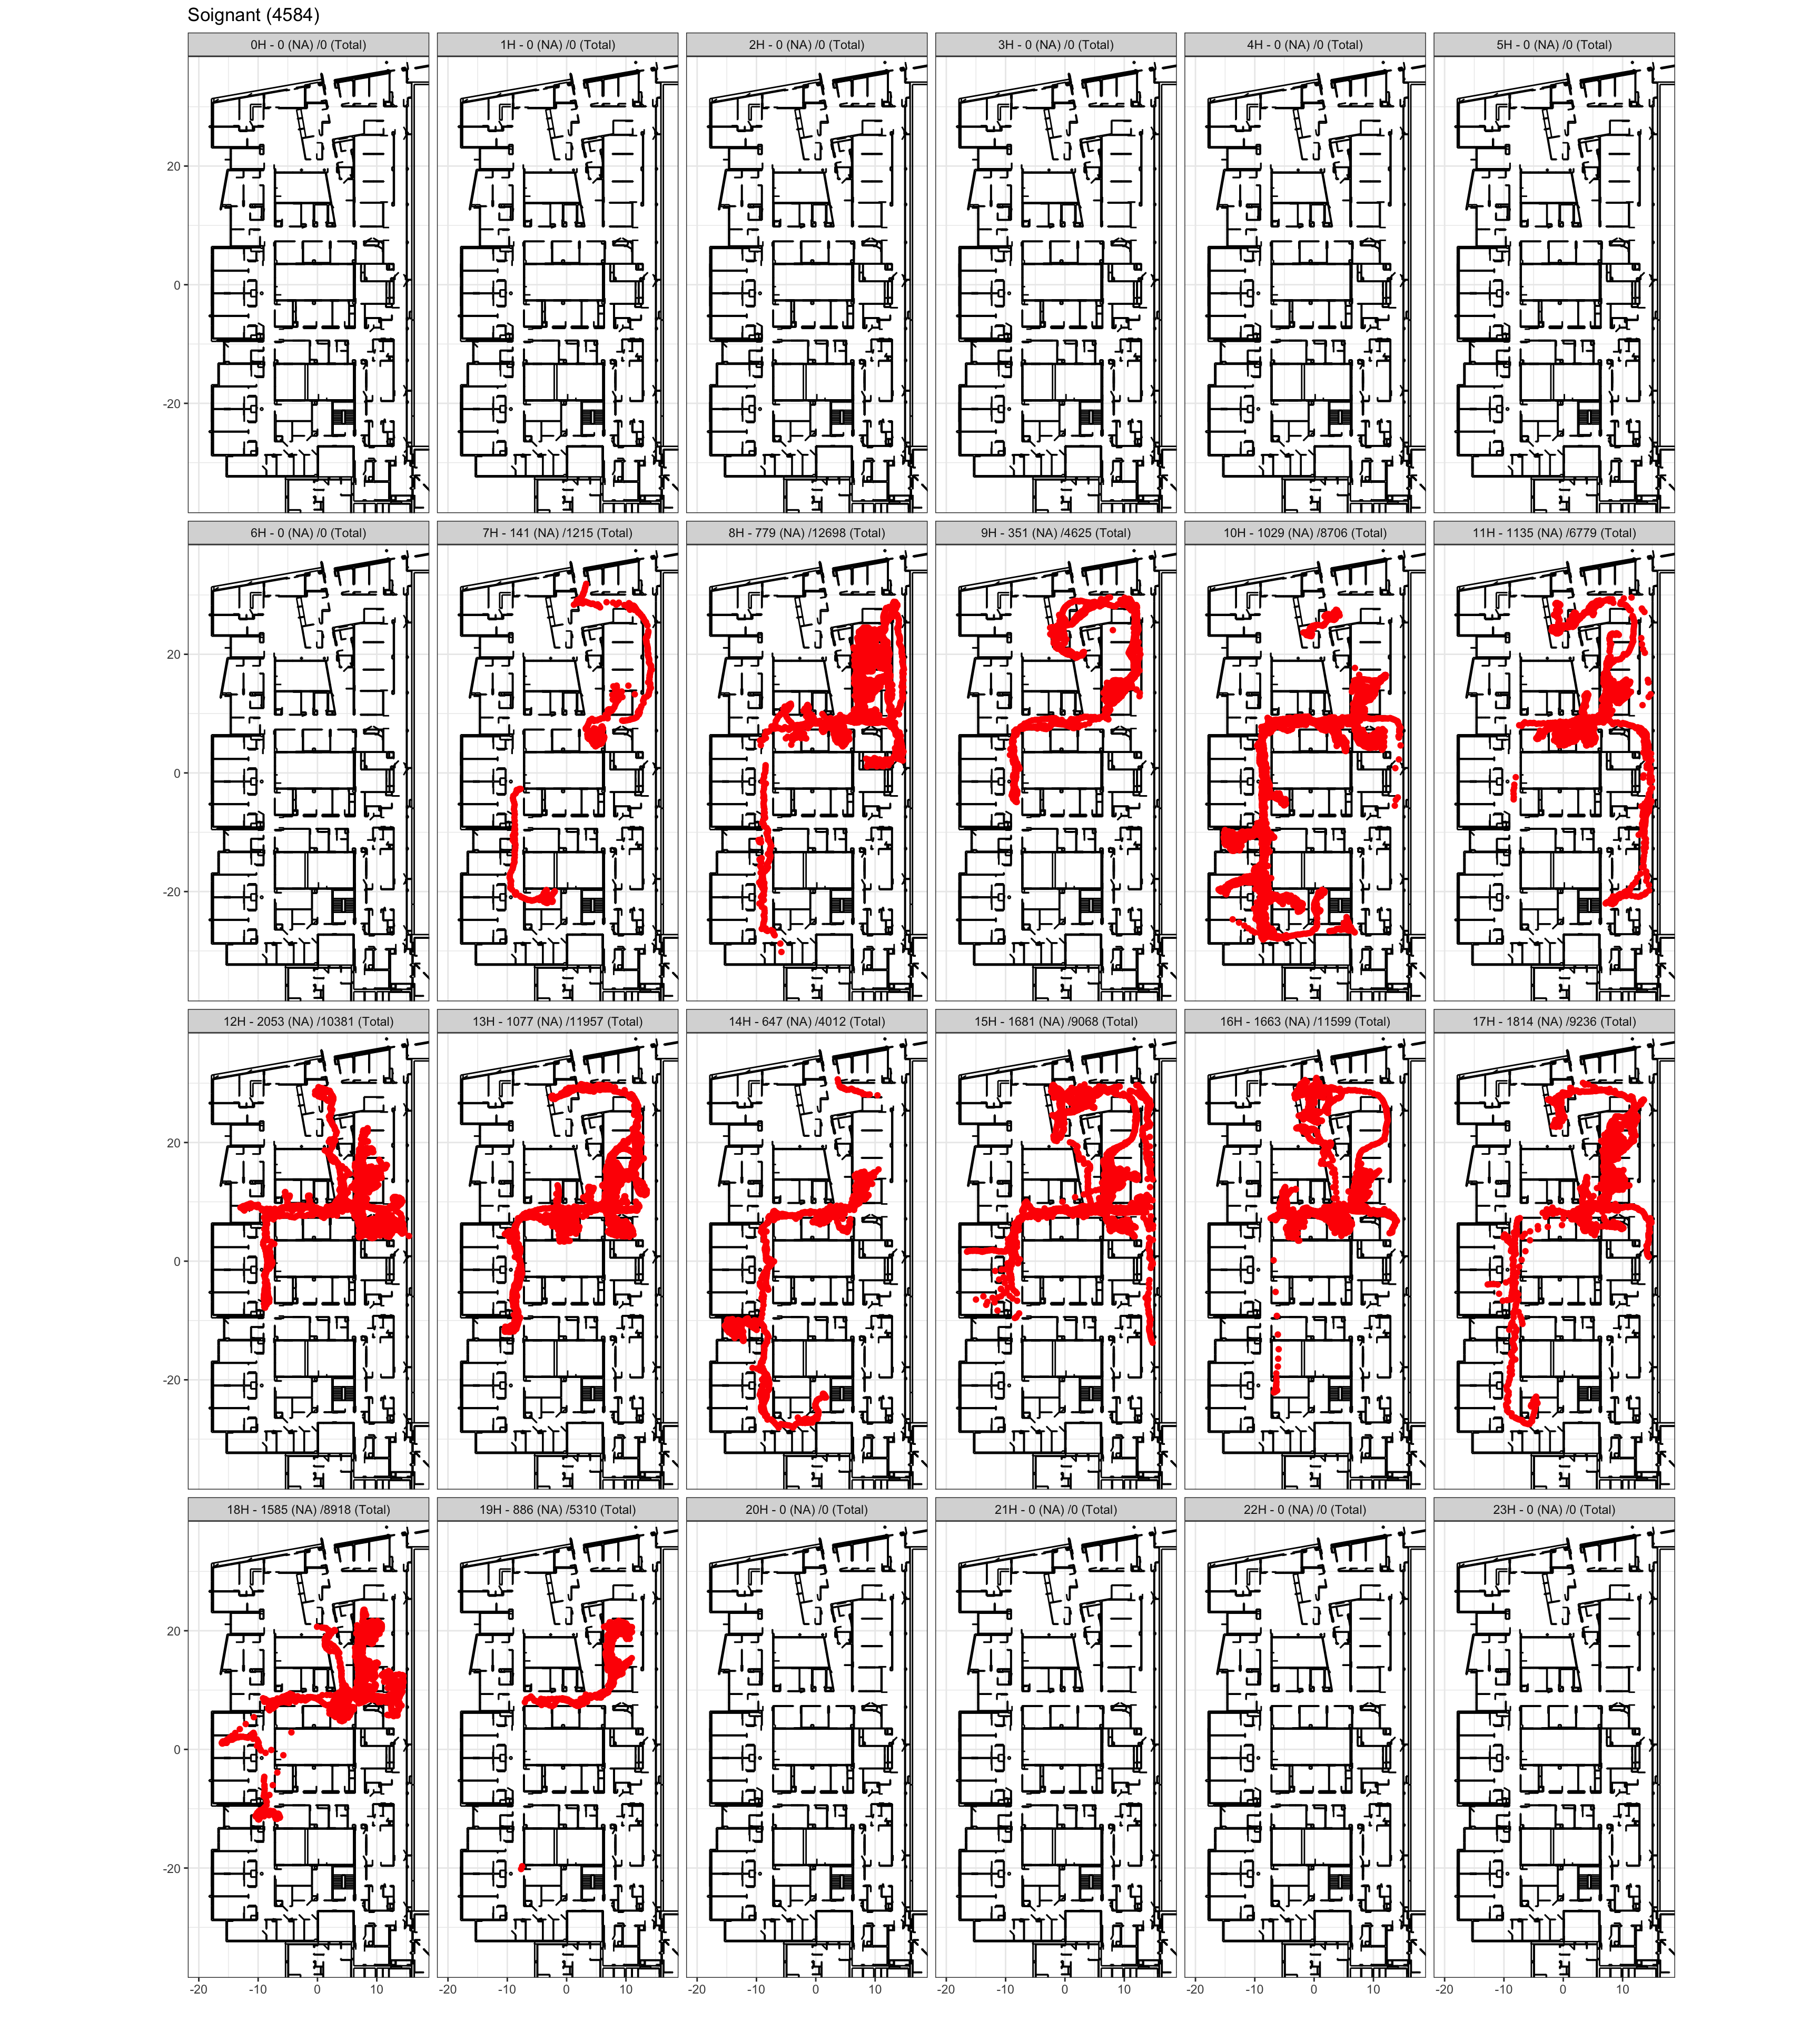 Soignant (4584)
0H - 0 (NA) /0 (Total) 1H - 0 (NA) /0 (Total) 2H - 0 (NA) /0 (Total) 3H - 0 (NA) /0 (Total) 4H - 0 (NA) /0 (Total) 5H - 0 (NA) /0 (Total)
20
0
-20
6H - 0 (NA) /0 (Total) 7H - 141 (NA) /1215 (Total) 8H - 779 (NA) /12698 (Total) 9H - 351 (NA) /4625 (Total) 10H - 1029 (NA) /8706 (Total) 11H - 1135 (NA) /6779 (Total)
20
0
-20
12H - 2053 (NA) /10381 (Total) 13H - 1077 (NA) /11957 (Total) 14H - 647 (NA) /4012 (Total) 15H - 1681 (NA) /9068 (Total) 16H - 1663 (NA) /11599 (Total) 17H - 1814 (NA) /9236 (Total)
20
0
-20
18H - 1585 (NA) /8918 (Total) 19H - 886 (NA) /5310 (Total) 20H - 0 (NA) /0 (Total) 21H - 0 (NA) /0 (Total) 22H - 0 (NA) /0 (Total) 23H - 0 (NA) /0 (Total)
20
0
-20
-20 -10 0 10 -20 -10 0 10 -20 -10 0 10 -20 -10 0 10 -20 -10 0 10 -20 -10 0 10